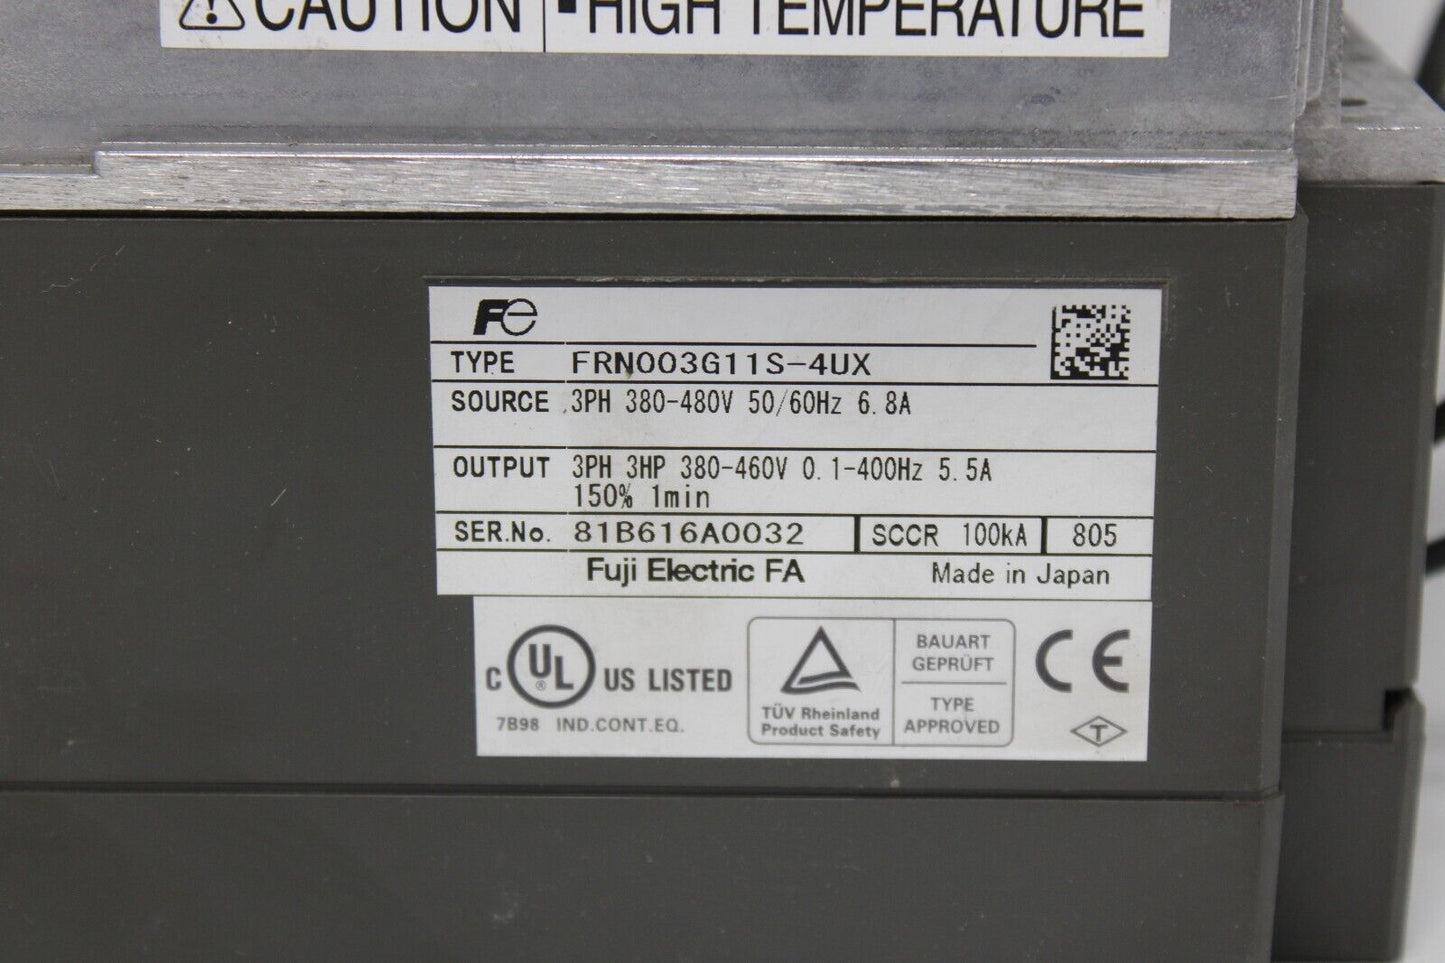 CAUTION ▪HIGH TEMPERATURE
Fe
TYPE FRN003G11S-4UX
SOURCE 3PH 380-480V 50/60Hz 6.8A
OUTPUT 3PH 3HP 380-460V 0.1-400Hz 5.5A
150% 1min
SER.No. 81B616A0032 SCCR 100kA 805
Fuji Electric FA Made in Japan
C UL ® US LISTED
7B98 IND.CONT.EQ.
TÜV Rheinland
Product Safety
BAUART
GEPRÜFT
TYPE
APPROVED
CE
T